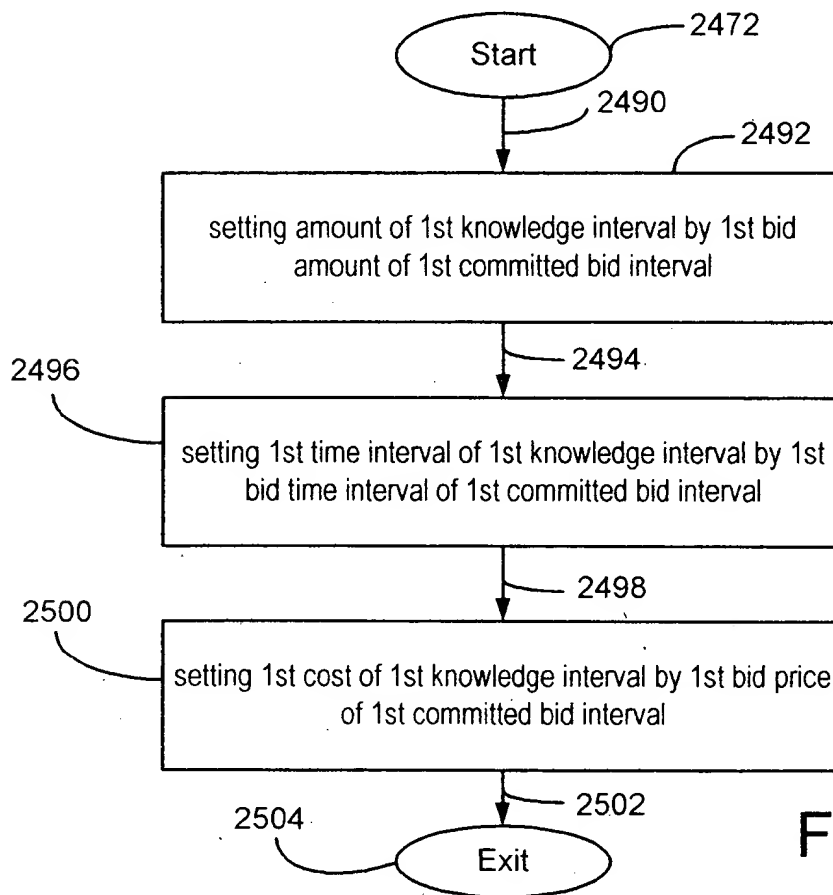 2472
Start
2490
2492
setting amount of 1st knowledge interval by 1st bid
amount of 1st committed bid interval
2494
2496
setting 1st time interval of 1st knowledge interval by 1st
bid time interval of 1st committed bid interval
2498
2500
setting 1st cost of 1st knowledge interval by 1st bid price
of 1st committed bid interval
2502
2504
Exit
F